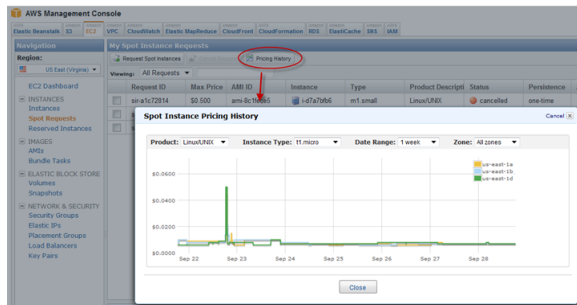 AWS Management Console
Elastic Beanstalk S3 EC2 VPC CloudWatch Elastic MapReduce CloudFront CloudFormation RDS ElastiCache SNS IAM
Navigation
My Spot Instance Requests
Region:
US East (Virginia)
Request Spot Instances
Pricing History
Viewing: All Requests
EC2 Dashboard
Request ID Max Price AMI ID Instance Type Product Descripti Status Persistence
INSTANCES
Instances
Spot Requests
Reserved Instances
sir-a1c72814 $0.500 i-d7a7bfb6 m1.small Linux/UNIX cancelled one-time
IMAGES
AMIs
Bundle Tasks
ELASTIC BLOCK STORE
Volumes
Snapshots
NETWORK & SECURITY
Security Groups
Elastic IPs
Placement Groups
Load Balancers
Key Pairs
Spot Instance Pricing History
Cancel
Product: Linux/UNIX Instance Type: t1.micro Date Range: 1 week Zone: All zones
us-east-1a
us-east-1b
us-east-1d
$0.0600
$0.0400
$0.0200
$0.0000
Sep 22 Sep 23 Sep 24 Sep 25 Sep 26 Sep 27 Sep 28
Close